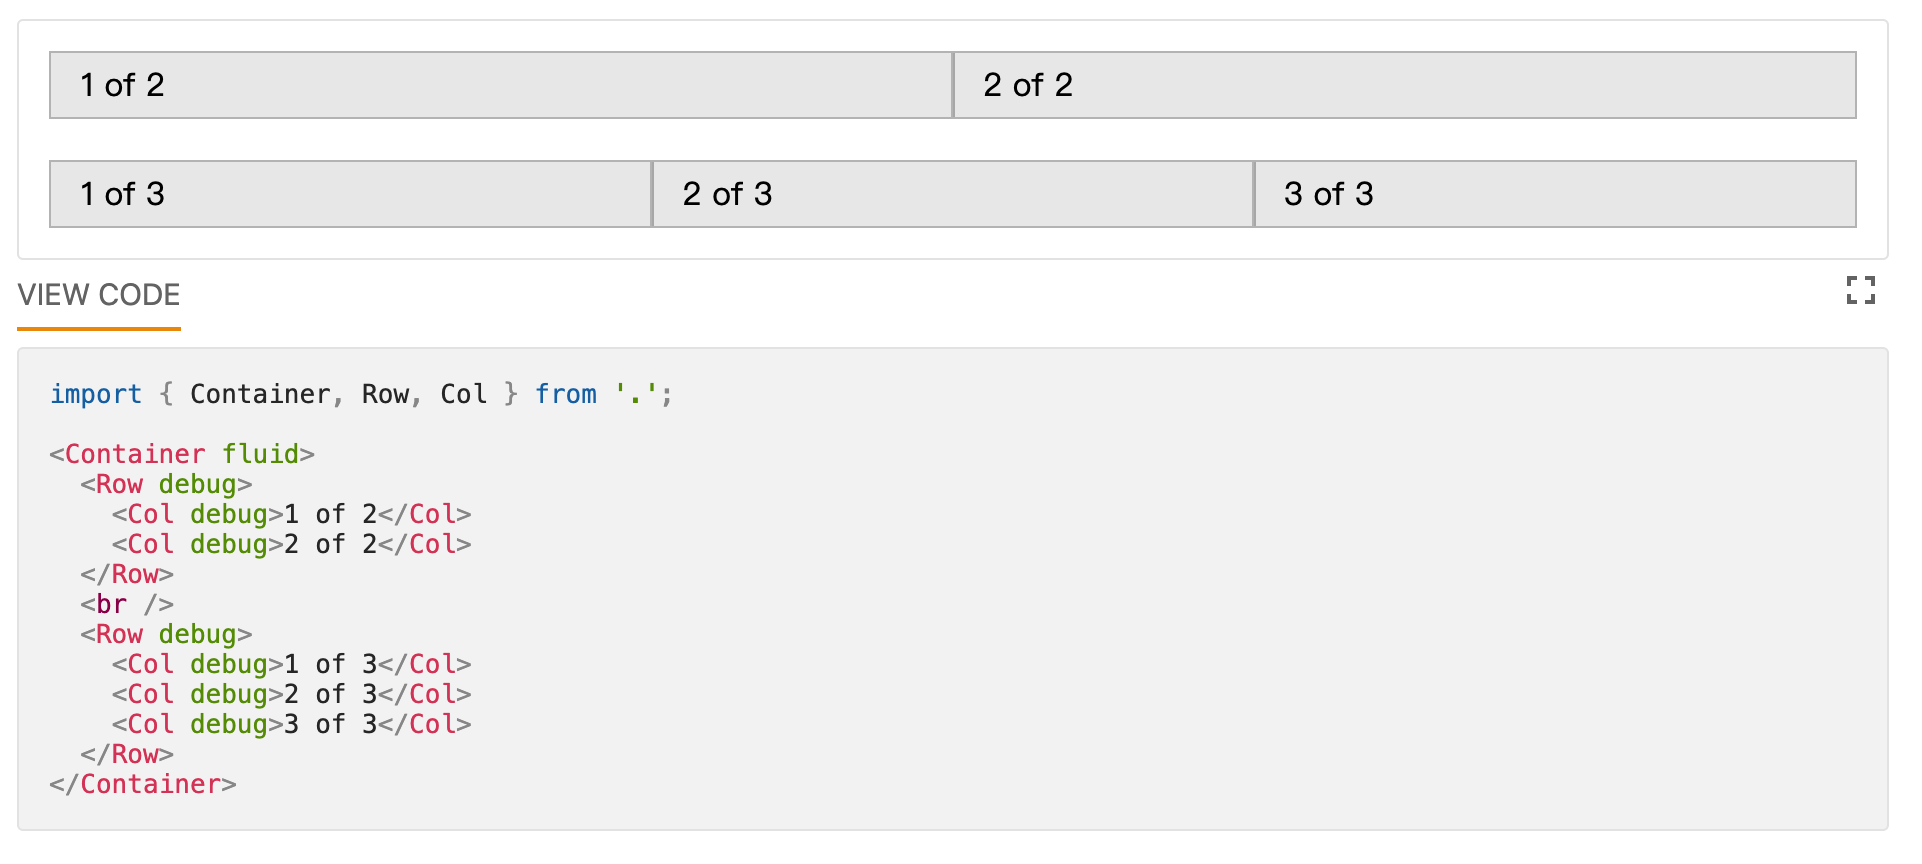 1 of 2 2 of 2
1 of 3 2 of 3 3 of 3
VIEW CODE
import { Container, Row, Col } from '.';
<Container fluid>
  <Row debug>
    <Col debug>1 of 2</Col>
    <Col debug>2 of 2</Col>
  </Row>
  <br />
  <Row debug>
    <Col debug>1 of 3</Col>
    <Col debug>2 of 3</Col>
    <Col debug>3 of 3</Col>
  </Row>
</Container>